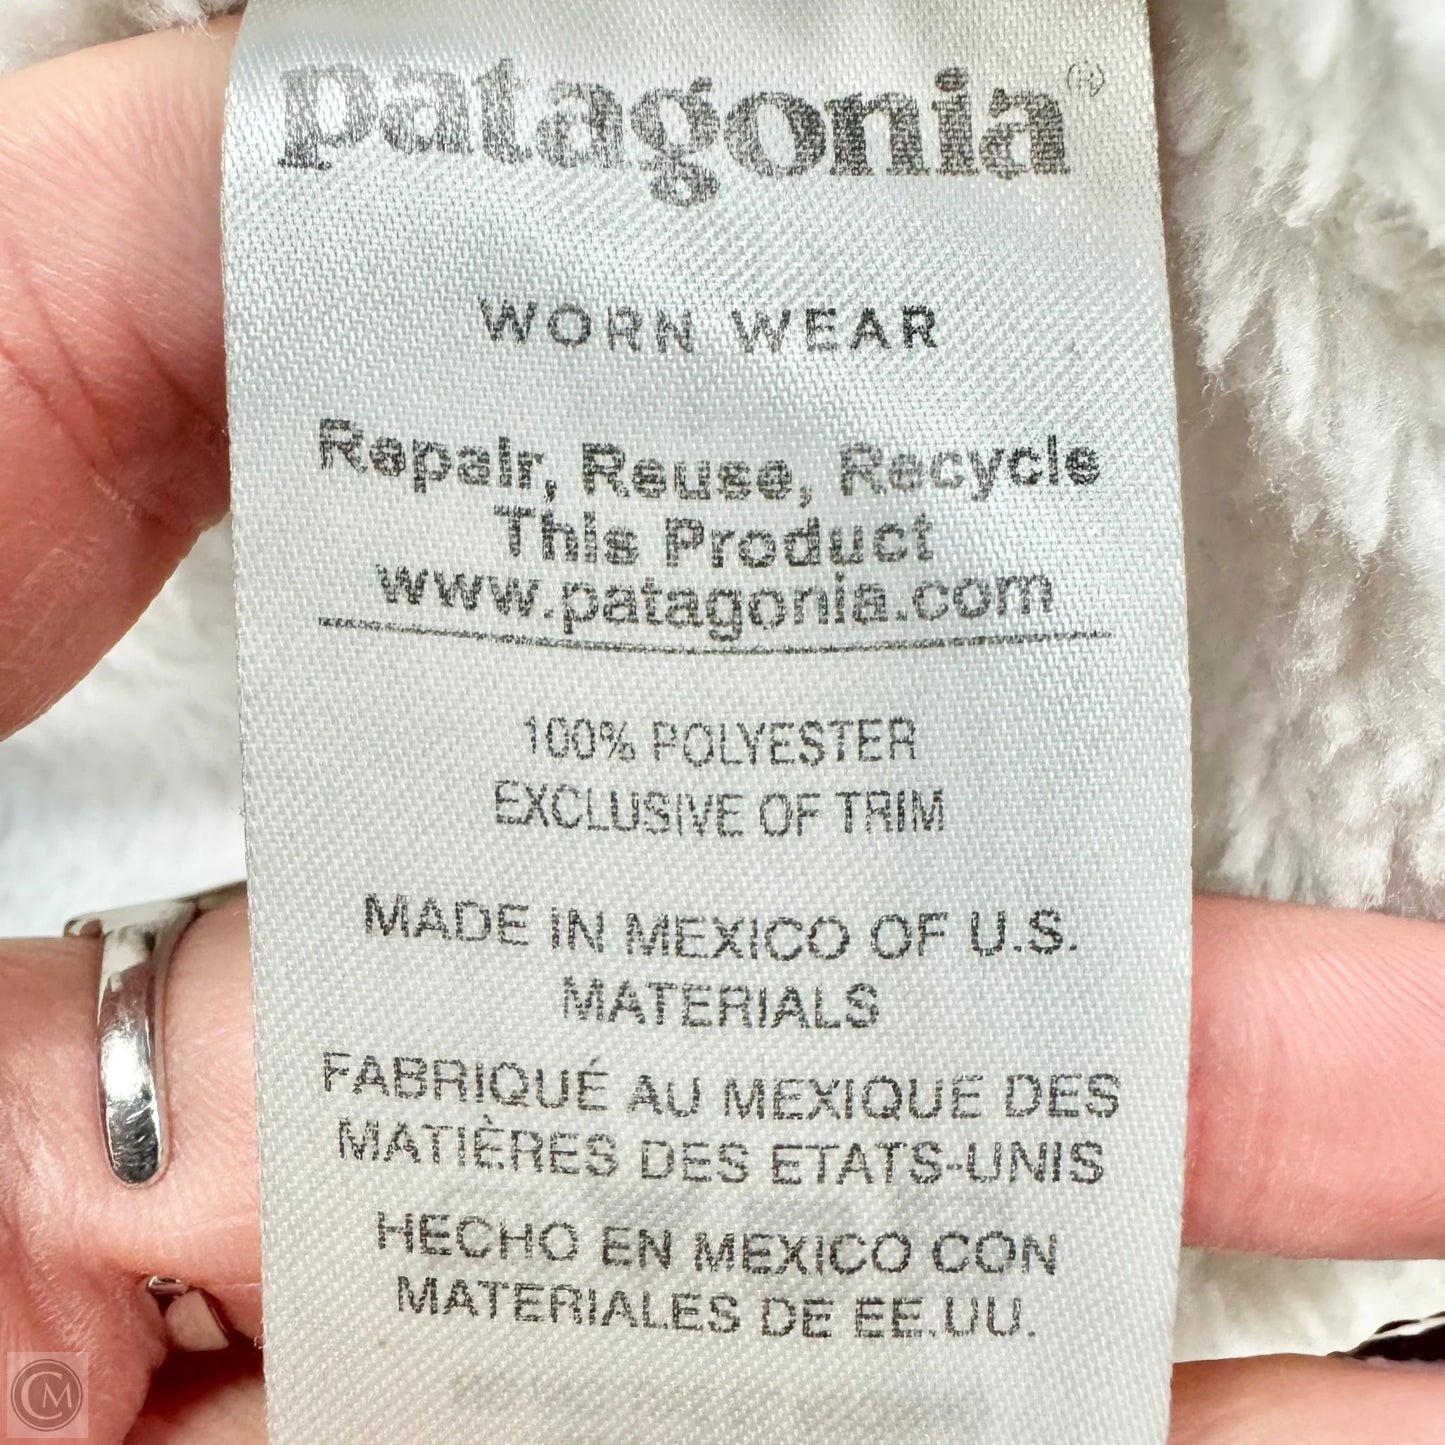 patagonia®
WORN WEAR
Repair, Reuse, Recycle
This Product
www.patagonia.com
100% POLYESTER
EXCLUSIVE OF TRIM
MADE IN MEXICO OF U.S.
MATERIALS
FABRIQUÉ AU MEXIQUE DES
MATIÈRES DES ETATS-UNIS
HECHO EN MEXICO CON
MATERIALES DE EE.UU.
CM